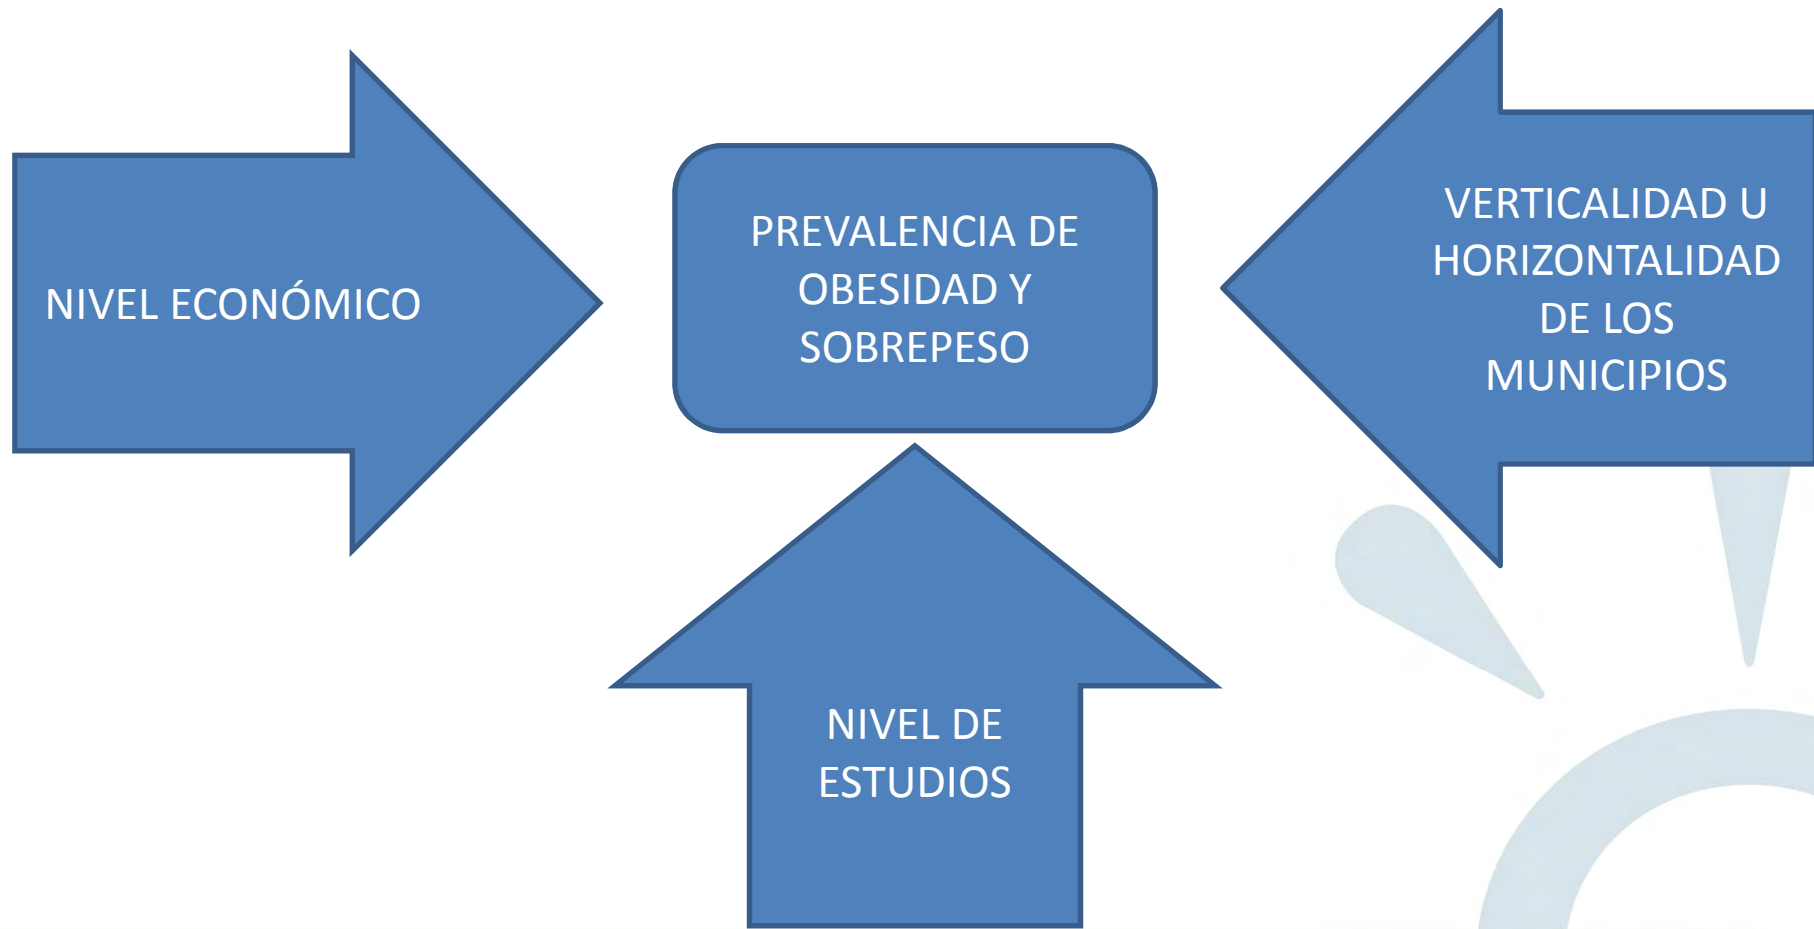 NIVEL ECONÓMICO
PREVALENCIA DE
OBESIDAD Y
SOBREPESO
VERTICALIDAD U
HORIZONTALIDAD
DE LOS
MUNICIPIOS
NIVEL DE
ESTUDIOS